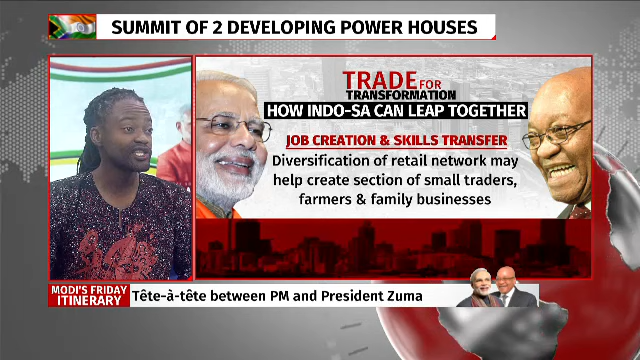 SUMMIT OF 2 DEVELOPING POWER HOUSES
TRADE FOR
TRANSFORMATION
HOW INDO-SA CAN LEAP TOGETHER
JOB CREATION & SKILLS TRANSFER
Diversification of retail network may
help create section of small traders,
farmers & family businesses
MODI'S FRIDAY
ITINERARY
Tête-à-tête between PM and President Zuma